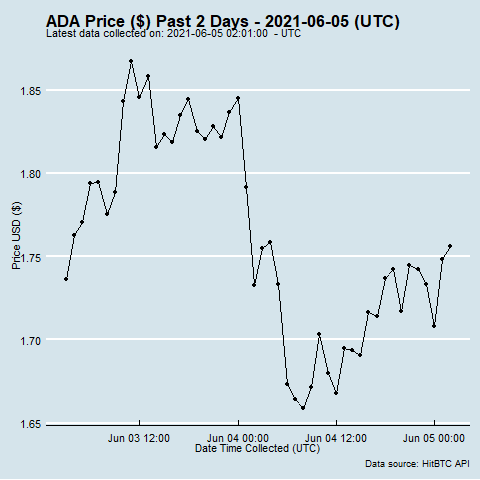 ADA Price ($) Past 2 Days - 2021-06-05 (UTC)
Latest data collected on: 2021-06-05 02:01:00 - UTC
Price USD ($)
1.85
1.80
1.75
1.70
1.65
Jun 03 12:00
Jun 04 00:00
Jun 04 12:00
Jun 05 00:00
Date Time Collected (UTC)
Data source: HitBTC API